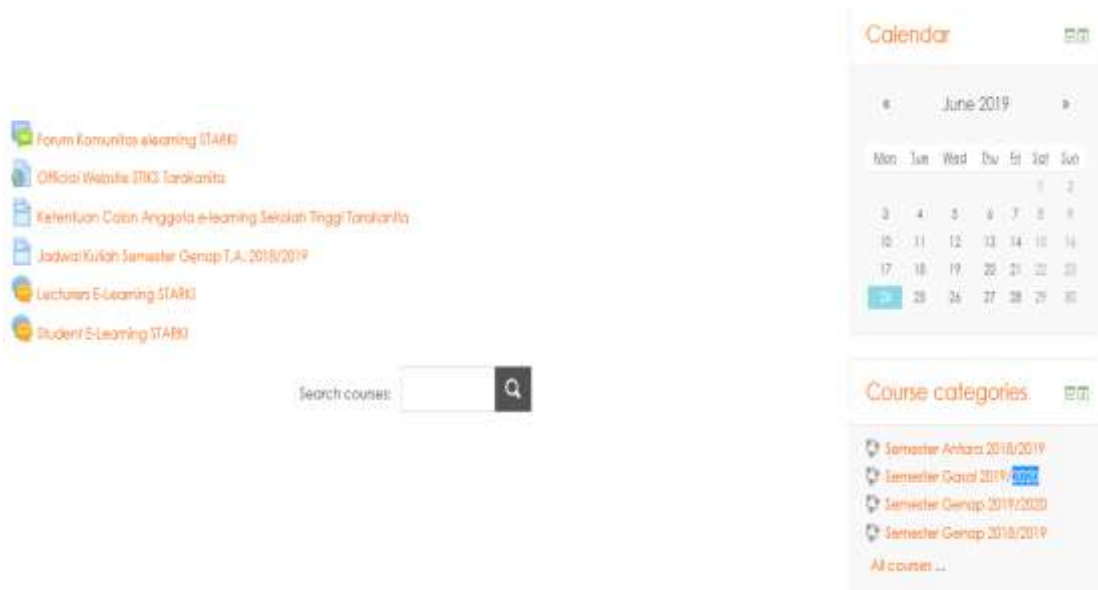 Forum Komunitas elearning STARKI
Official Website STIKS Tarakanita
Ketentuan Calon Anggota e-learning Sekolah Tinggi Tarakanita
Jadwal Kuliah Semester Genap T.A. 2018/2019
Lecturers E-Learning STARKI
Student E-Learning STARKI
Search courses:
Calendar
« June 2019 »
Mon Tue Wed Thu Fri Sat Sun
1 2
3 4 5 6 7 8 9
10 11 12 13 14 15 16
17 18 19 20 21 22 23
24 25 26 27 28 29 30
Course categories
Semester Antara 2018/2019
Semester Gasal 2019/2020
Semester Genap 2019/2020
Semester Genap 2018/2019
All courses ...